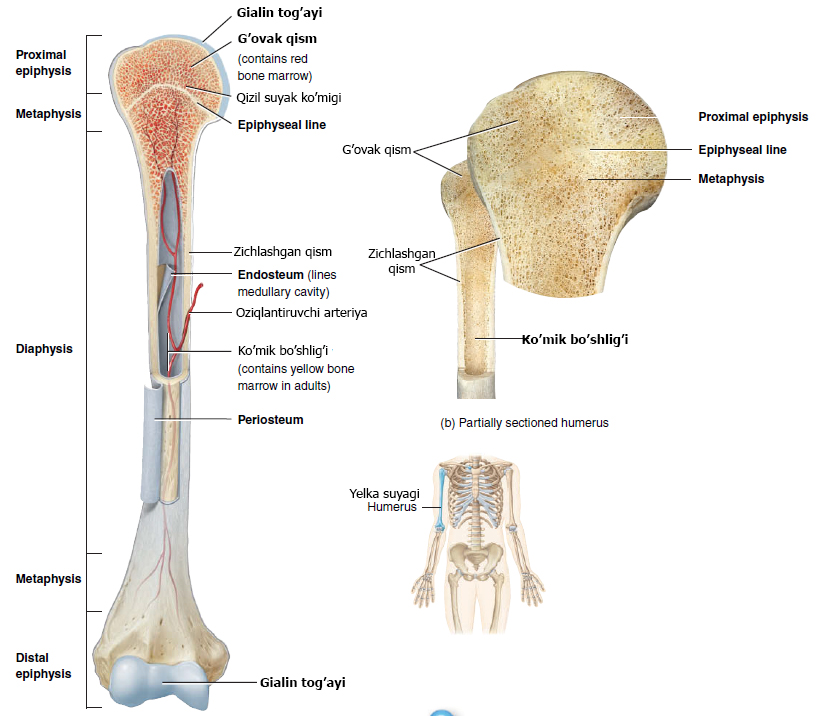 Gialin tog'ayi
G'ovak qism
(contains red
bone marrow)
Qizil suyak ko'migi
Epiphyseal line
Proximal
epiphysis
Metaphysis
Zichlashgan qism
Endosteum (lines
medullary cavity)
Oziqlantiruvchi arteriya
Diaphysis
Ko'mik bo'shlig'i
(contains yellow bone
marrow in adults)
Periosteum
Metaphysis
Distal
epiphysis
Gialin tog'ayi
G'ovak qism
Zichlashgan
qism
Proximal epiphysis
Epiphyseal line
Metaphysis
Ko'mik bo'shlig'i
(b) Partially sectioned humerus
Yelka suyagi
Humerus